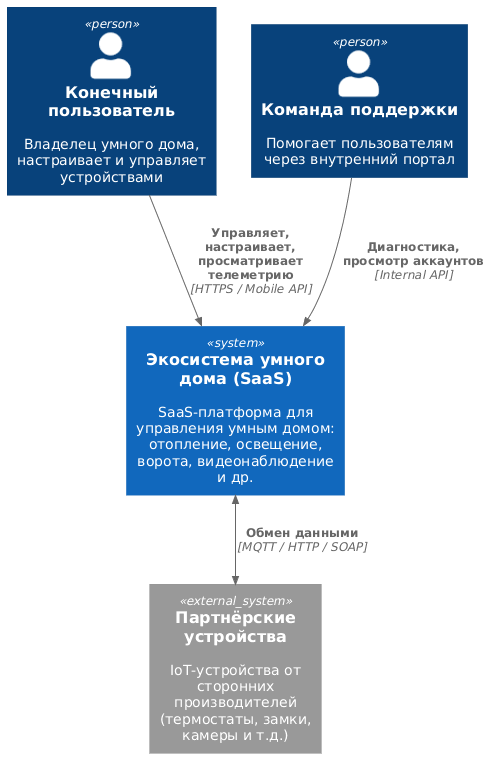 «person»
Конечный
пользователь
Владелец умного дома,
настраивает и управляет
устройствами
«person»
Команда поддержки
Помогает пользователям
через внутренний портал
Управляет,
настраивает,
просматривает
телеметрию
[HTTPS / Mobile API]
Диагностика,
просмотр аккаунтов
[Internal API]
«system»
Экосистема умного
дома (SaaS)
SaaS-платформа для
управления умным домом:
отопление, освещение,
ворота, видеонаблюдение
и др.
Обмен данными
[MQTT / HTTP / SOAP]
«external_system»
Партнёрские
устройства
IoT-устройства от
сторонних
производителей
(термостаты, замки,
камеры и т.д.)